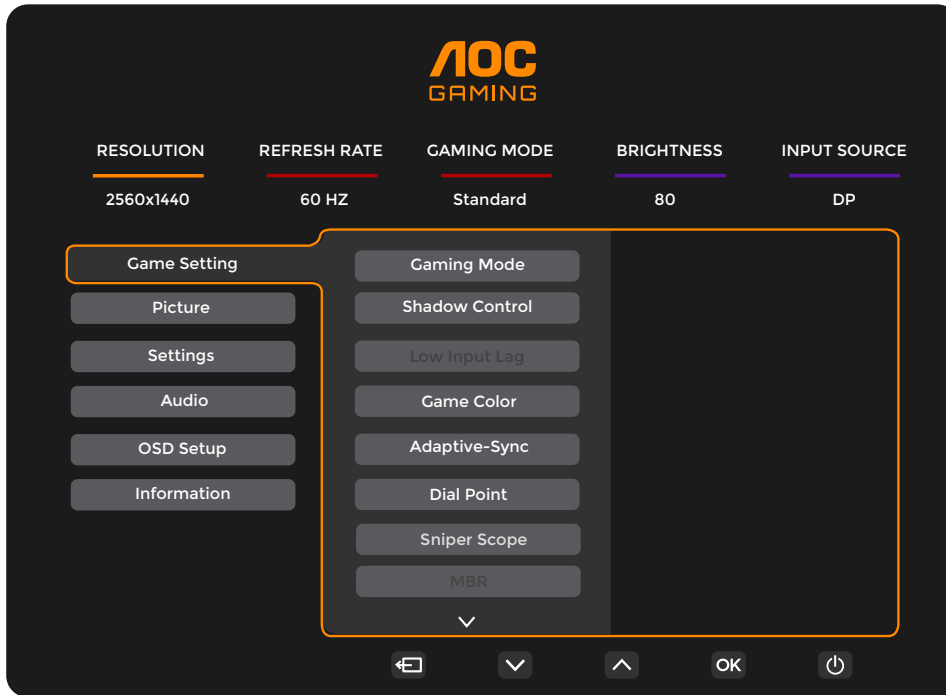 AOC
GAMING
RESOLUTION REFRESH RATE GAMING MODE BRIGHTNESS INPUT SOURCE
2560x1440 60 HZ Standard 80 DP
Game Setting
Picture
Settings
Audio
OSD Setup
Information
Gaming Mode
Shadow Control
Low Input Lag
Game Color
Adaptive-Sync
Dial Point
Sniper Scope
MBR
OK